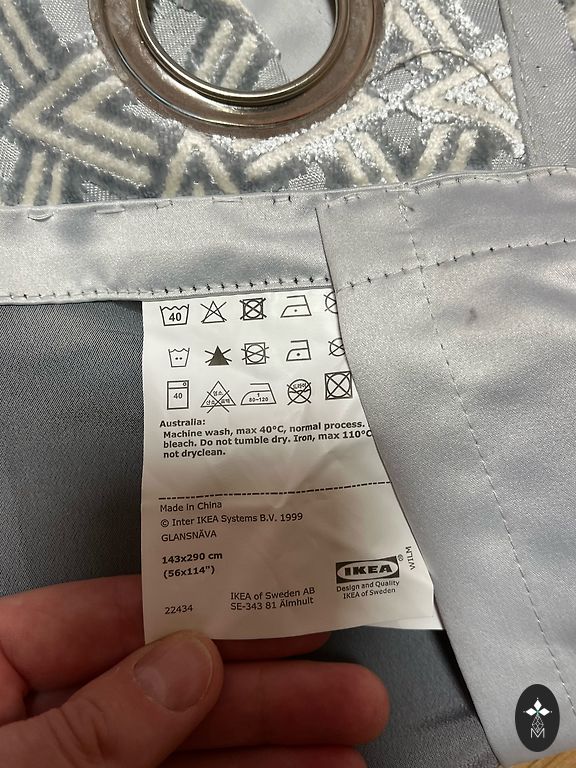 40
40
80~120
Australia:
Machine wash, max 40°C, normal process.
bleach. Do not tumble dry. Iron, max 110°C
not dryclean.
Made in China
© Inter IKEA Systems B.V. 1999
GLANSNÄVA
143x290 cm
(56x114")
IKEA®
WILM
Design and Quality
IKEA of Sweden
22434
IKEA of Sweden AB
SE-343 81 Älmhult